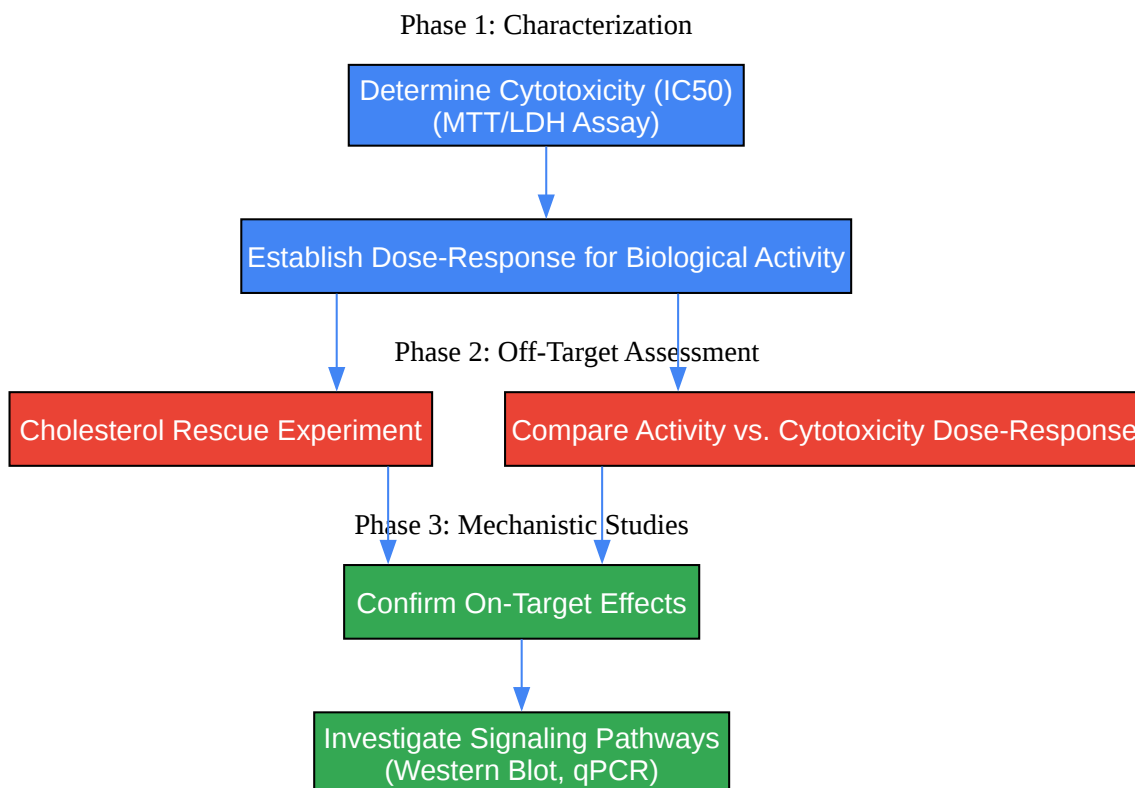 Phase 1: Characterization
Determine Cytotoxicity (IC50)
(MTT/LDH Assay)
Establish Dose-Response for Biological Activity
Phase 2: Off-Target Assessment
Cholesterol Rescue Experiment
Compare Activity vs. Cytotoxicity Dose-Response
Phase 3: Mechanistic Studies
Confirm On-Target Effects
Investigate Signaling Pathways
(Western Blot, qPCR)